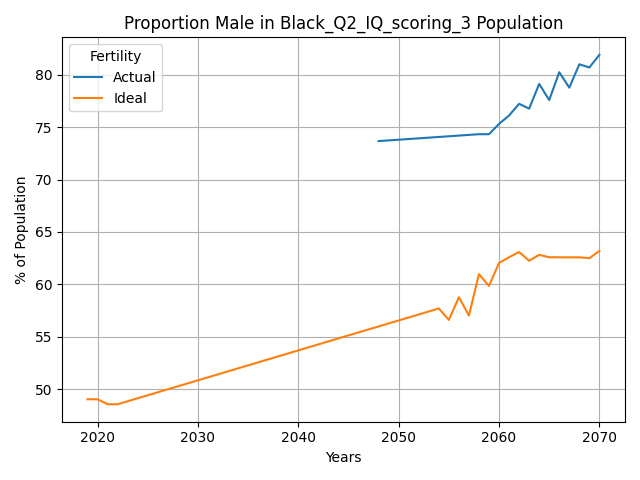 Proportion Male in Black_Q2_IQ_scoring_3 Population
Fertility
Actual
Ideal
% of Population
80
75
70
65
60
55
50
2020
2030
2040
2050
2060
2070
Years